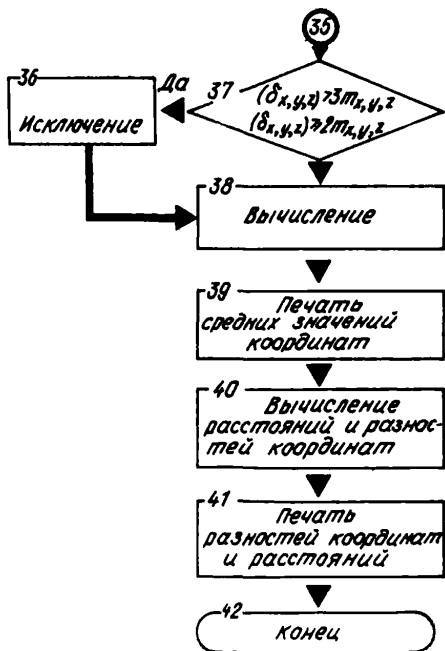 35
36
Исключение
Да
37
(δx,y,z) >3mx,y,z
(δx,y,z) ⩾2mx,y,z
38
Вычисление
39
Печать
средних значений
координат
40
Вычисление
расстояний и разнос-
тей координат
41
Печать
разностей координат
и расстояний
42
конец